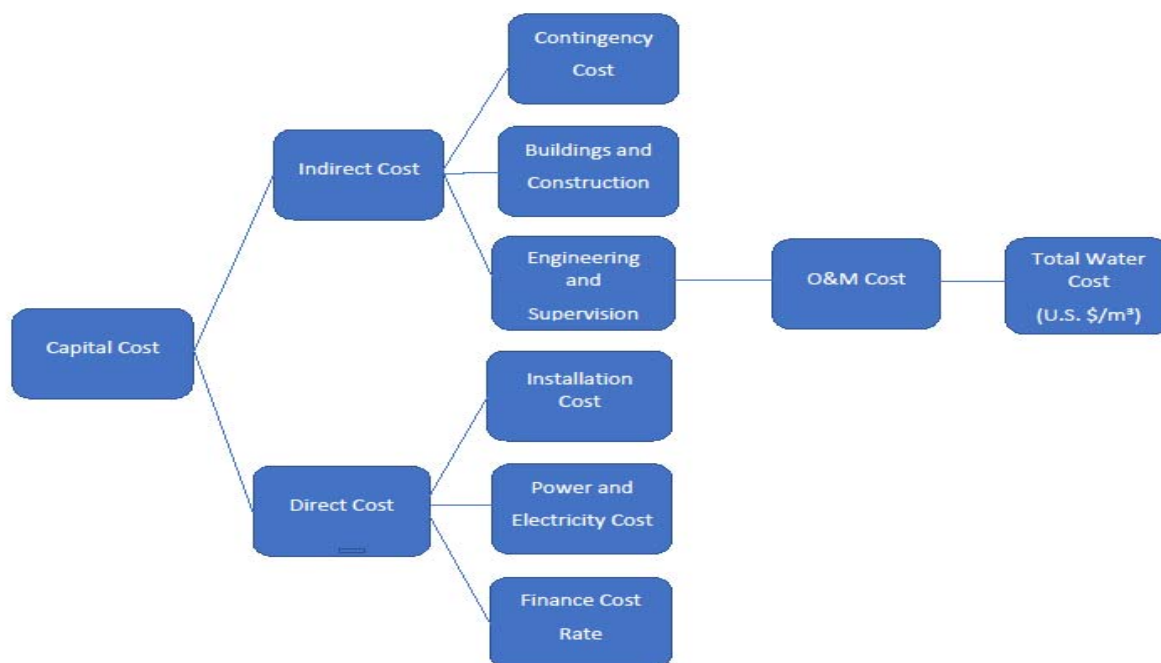 Contingency
Cost
Indirect Cost
Buildings and
Construction
Engineering
and
Supervision
O&M Cost
Total Water
Cost
(U.S. $/m³)
Capital Cost
Installation
Cost
Direct Cost
Power and
Electricity Cost
Finance Cost
Rate